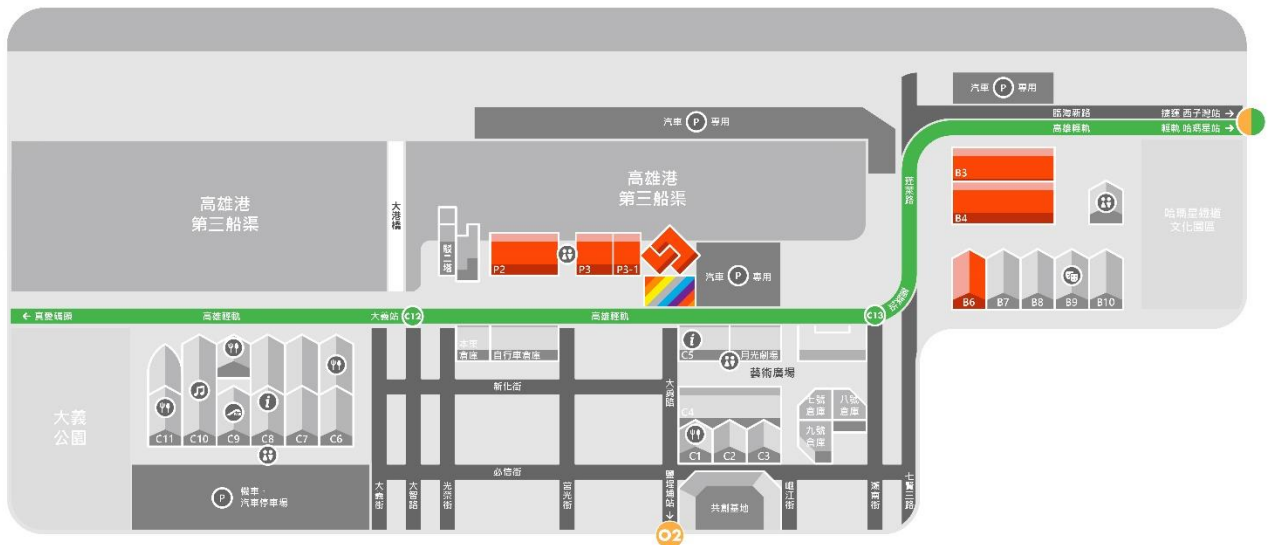 汽車 P 專用
臨海新路
捷運 西子灣站 →
高雄輕軌
輕軌 哈瑪星站 →
汽車 P 專用
高雄港
第三船渠
大港橋
高雄港
第三船渠
蓬萊路
B3
B4
哈瑪星鐵道
文化園區
駁二塔
P2
P3
P3-1
汽車 P 專用
B6
B7
B8
B9
B10
← 真愛碼頭
高雄輕軌
大義站
C12
高雄輕軌
C13
倉庫
自行車倉庫
C5
月光劇場
藝術廣場
新化街
大勇路
七號
倉庫
八號
倉庫
九號
倉庫
C4
C1
C2
C3
大義
公園
C11
C10
C9
C8
C7
C6
必信街
P
機車、
汽車停車場
大義街
大智路
光榮街
富光街
鹽埕埔站 →
O2
共創基地
瀨南街
七賢三路